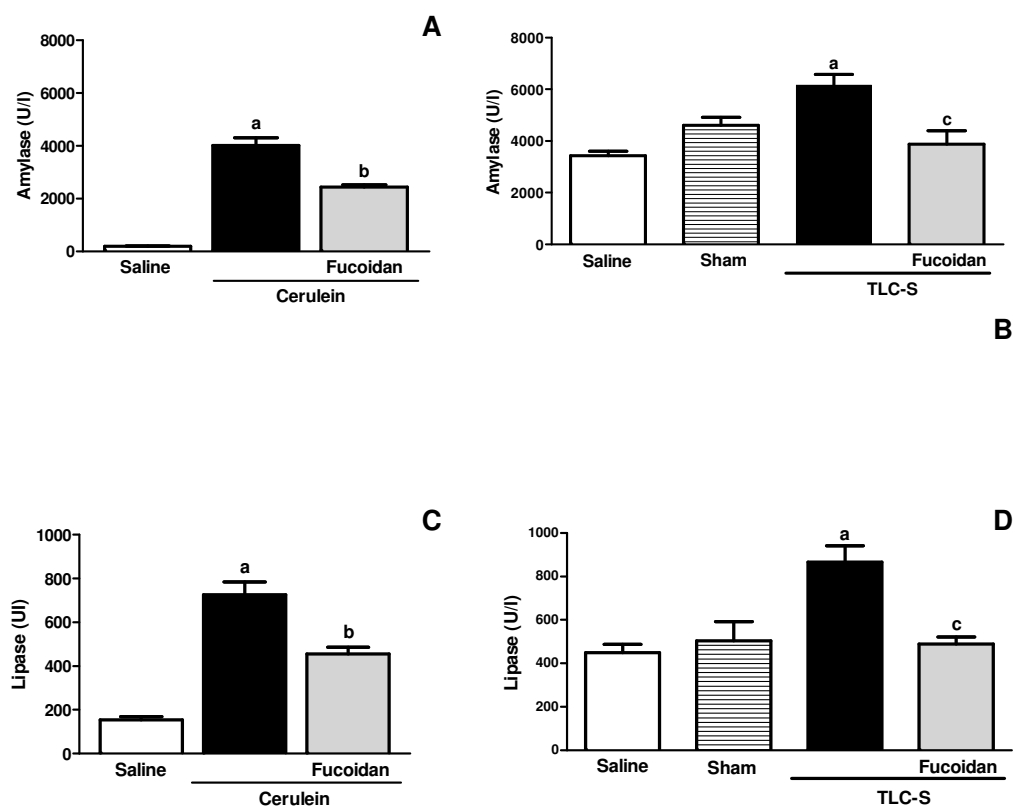 A
Amylase (U/l)
8000
6000
4000
2000
0
a
b
Saline
Fucoidan
Cerulein
Amylase (U/l)
8000
6000
4000
2000
0
a
c
Saline
Sham
Fucoidan
TLC-S
B
C
Lipase (UI)
1000
800
600
400
200
0
a
b
Saline
Fucoidan
Cerulein
D
Lipase (U/l)
1000
800
600
400
200
0
a
c
Saline
Sham
Fucoidan
TLC-S